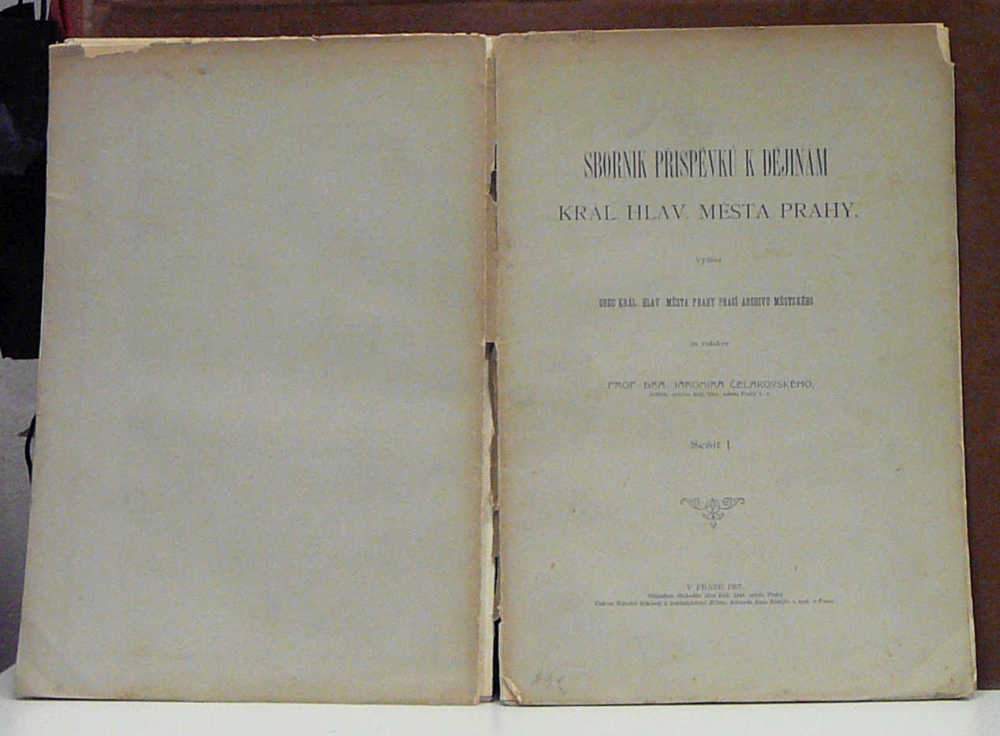 SBORNÍK PŘÍSPĚVKŮ K DĚJINÁM
KRÁL. HLAV. MĚSTA PRAHY.
Vydává
OBEC KRÁL. HLAV. MĚSTA PRAHY PRACÍ ARCHIVU MĚSTSKÉHO
za redakce
PROF. DRA. JAROMÍRA ČELAKOVSKÉHO,
Sešit I
V PRAZE